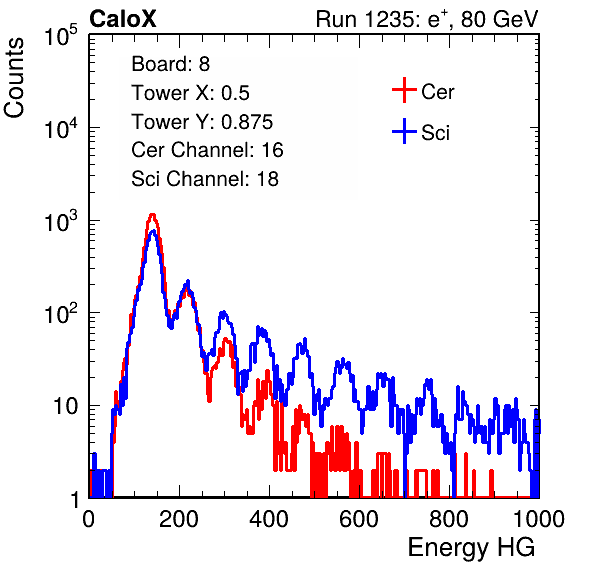 CaloX Run 1235: e⁺, 80 GeV
Counts
10⁵
10⁴
10³
10²
10
1
Board: 8
Tower X: 0.5
Tower Y: 0.875
Cer Channel: 16
Sci Channel: 18
Cer
Sci
0 200 400 600 800 1000
Energy HG